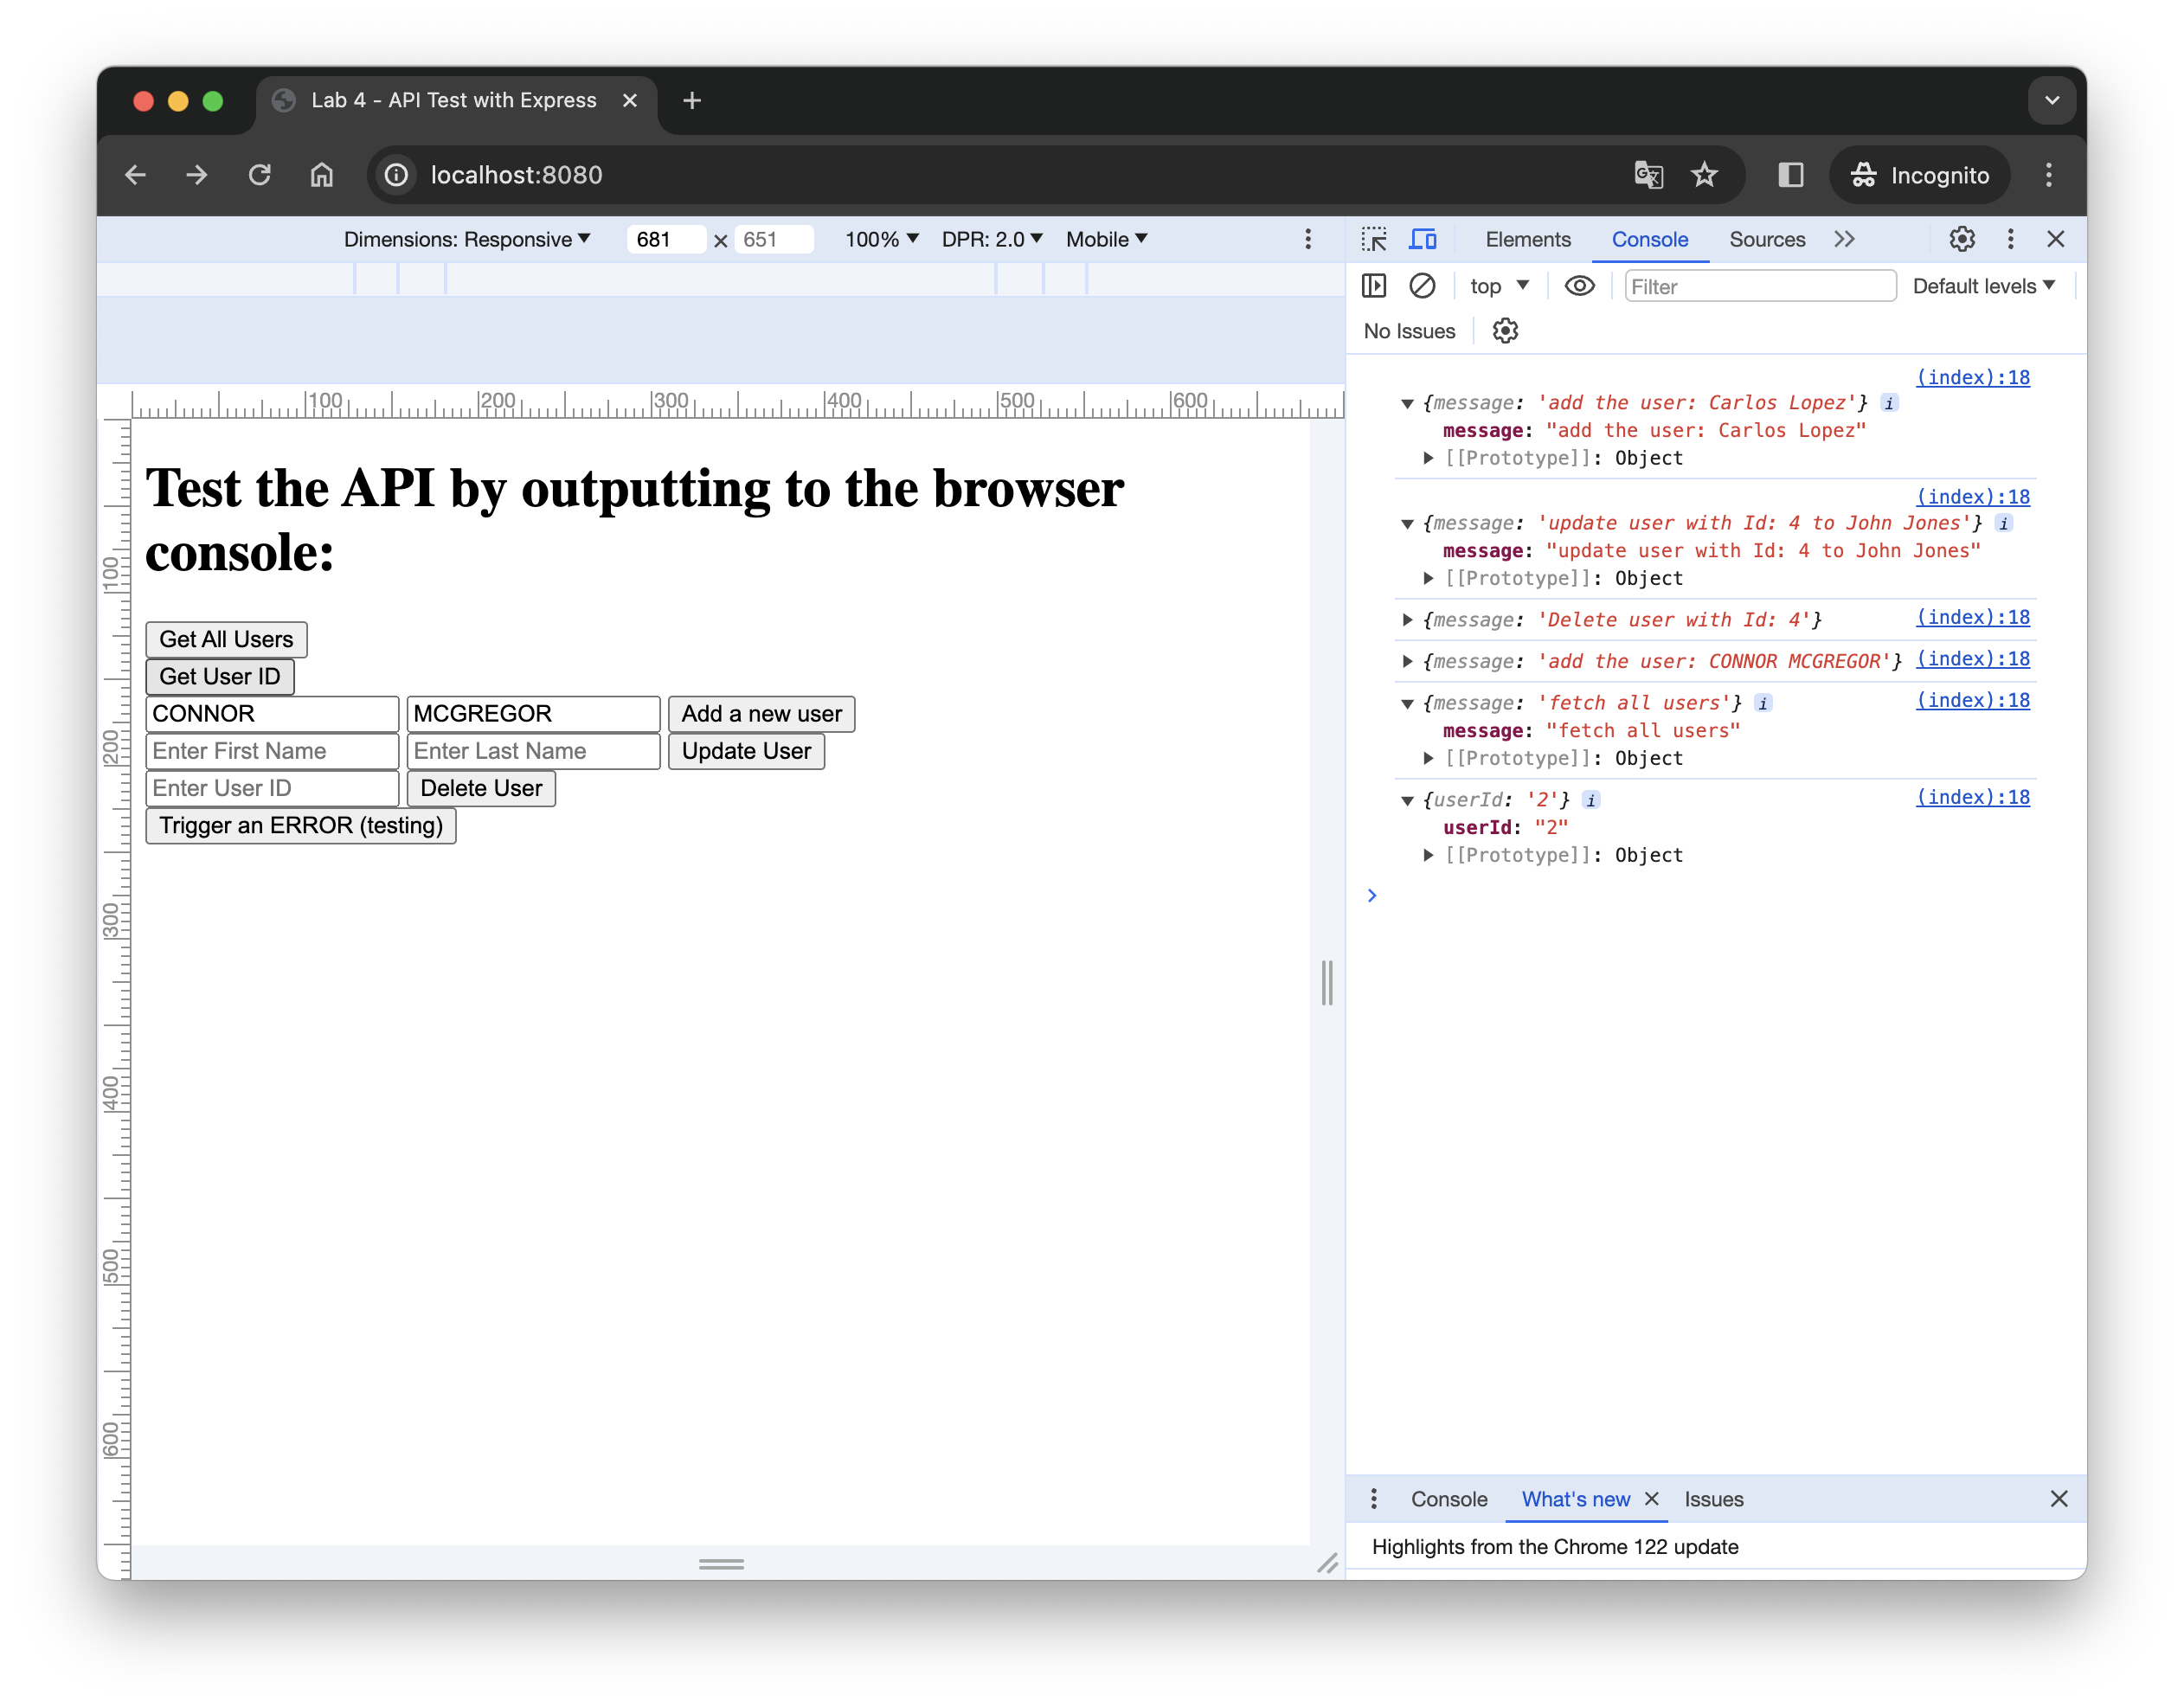 Lab 4 - API Test with Express
localhost:8080
Incognito
Dimensions: Responsive 681 × 651 100% DPR: 2.0 Mobile
Elements Console Sources
top Filter Default levels
No Issues
100 200 300 400 500 600
100
200
300
400
500
600
Test the API by outputting to the browser
console:
Get All Users
Get User ID
CONNOR MCGREGOR Add a new user
Enter First Name Enter Last Name Update User
Enter User ID Delete User
Trigger an ERROR (testing)
(index):18
{message: 'add the user: Carlos Lopez'} i
message: "add the user: Carlos Lopez"
[[Prototype]]: Object
(index):18
{message: 'update user with Id: 4 to John Jones'} i
message: "update user with Id: 4 to John Jones"
[[Prototype]]: Object
{message: 'Delete user with Id: 4'} (index):18
{message: 'add the user: CONNOR MCGREGOR'} (index):18
{message: 'fetch all users'} i (index):18
message: "fetch all users"
[[Prototype]]: Object
{userId: '2'} i (index):18
userId: "2"
[[Prototype]]: Object
Console What's new Issues
Highlights from the Chrome 122 update